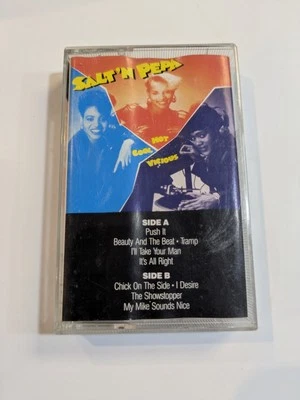 SALT 'N PEPA
HOT
COOL
VICIOUS
SIDE A
Push It
Beauty And The Beat • Tramp
I'll Take Your Man
It's All Right
SIDE B
Chick On The Side • I Desire
The Showstopper
My Mike Sounds Nice